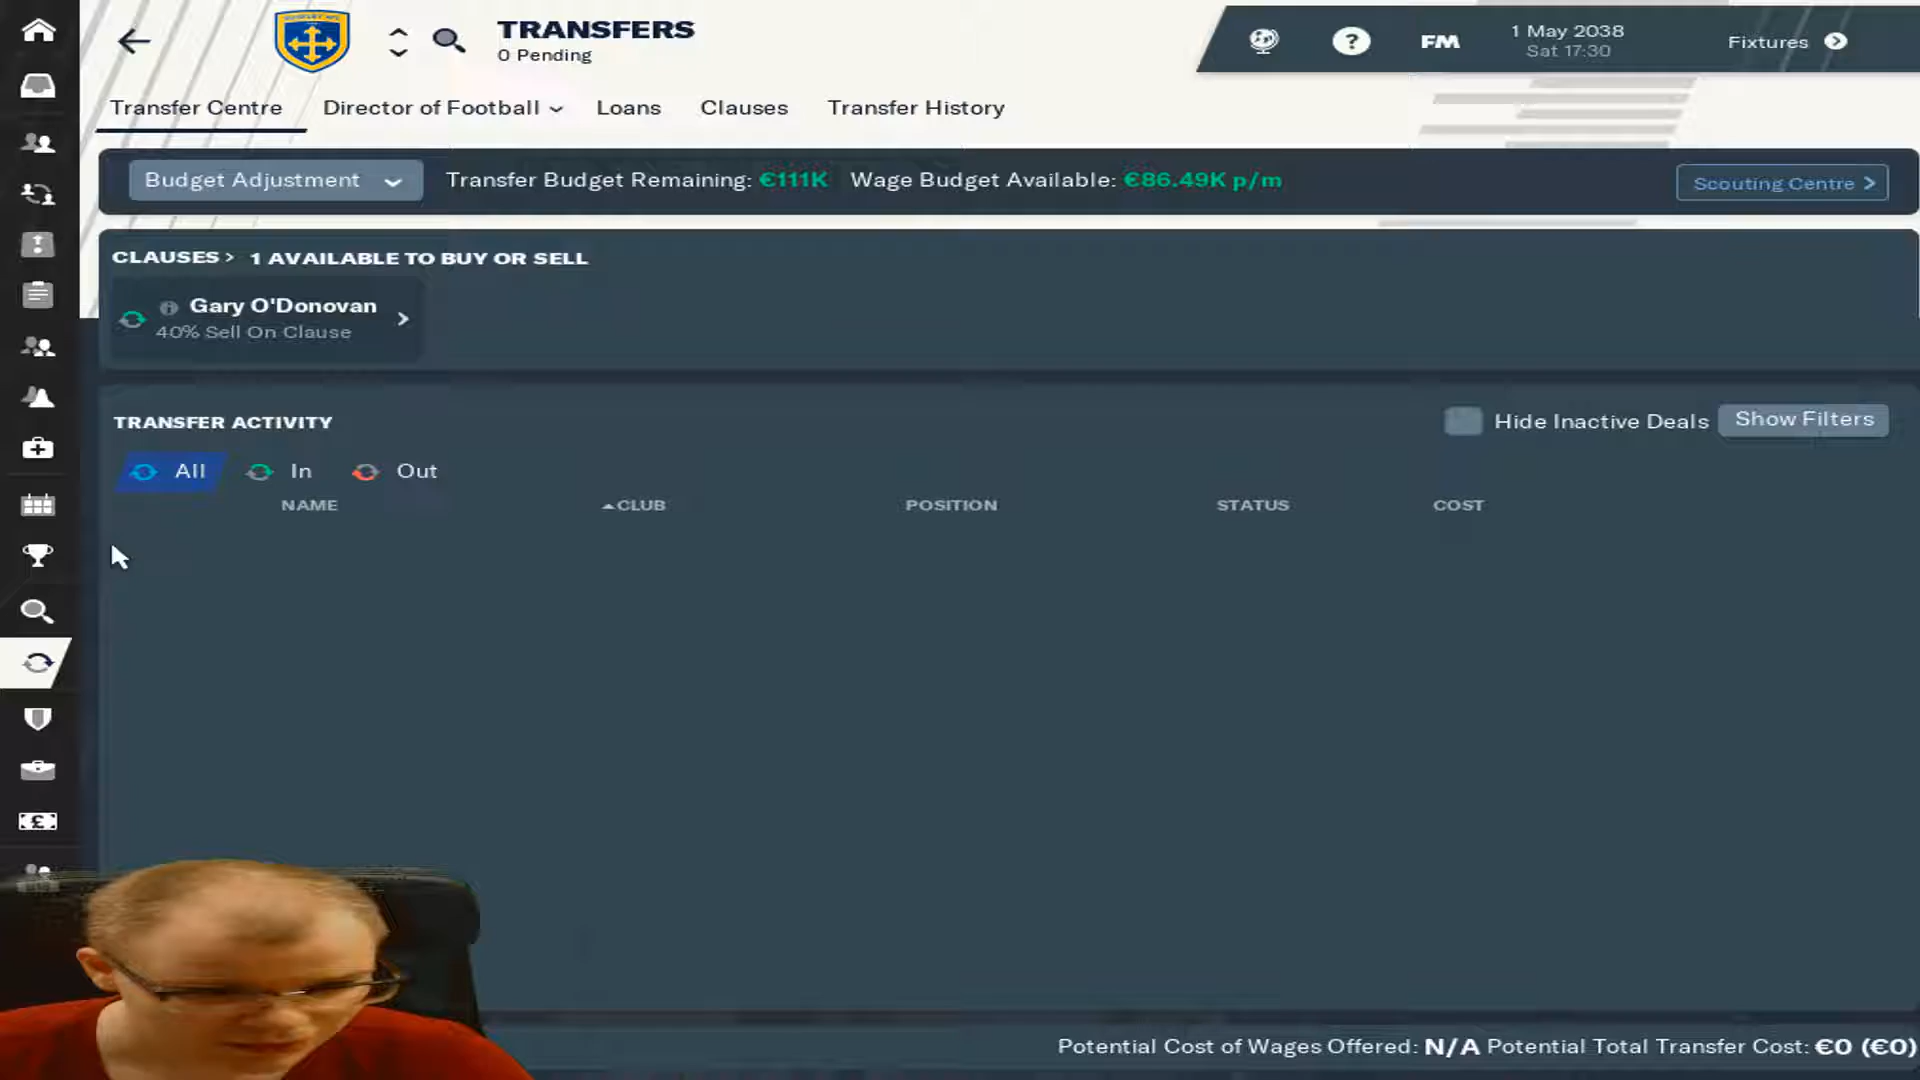 TRANSFERS
0 Pending
?
FM
1 May 2038
Sat 17:30
Fixtures
Transfer Centre
Director of Football
Loans
Clauses
Transfer History
Budget Adjustment
Transfer Budget Remaining: €111K
Wage Budget Available: €86.49K p/m
Scouting Centre >
CLAUSES > 1 AVAILABLE TO BUY OR SELL
Gary O'Donovan
40% Sell On Clause
TRANSFER ACTIVITY
Hide Inactive Deals
Show Filters
All
In
Out
NAME
CLUB
POSITION
STATUS
COST
Potential Cost of Wages Offered: N/A Potential Total Transfer Cost: €0 (€0)